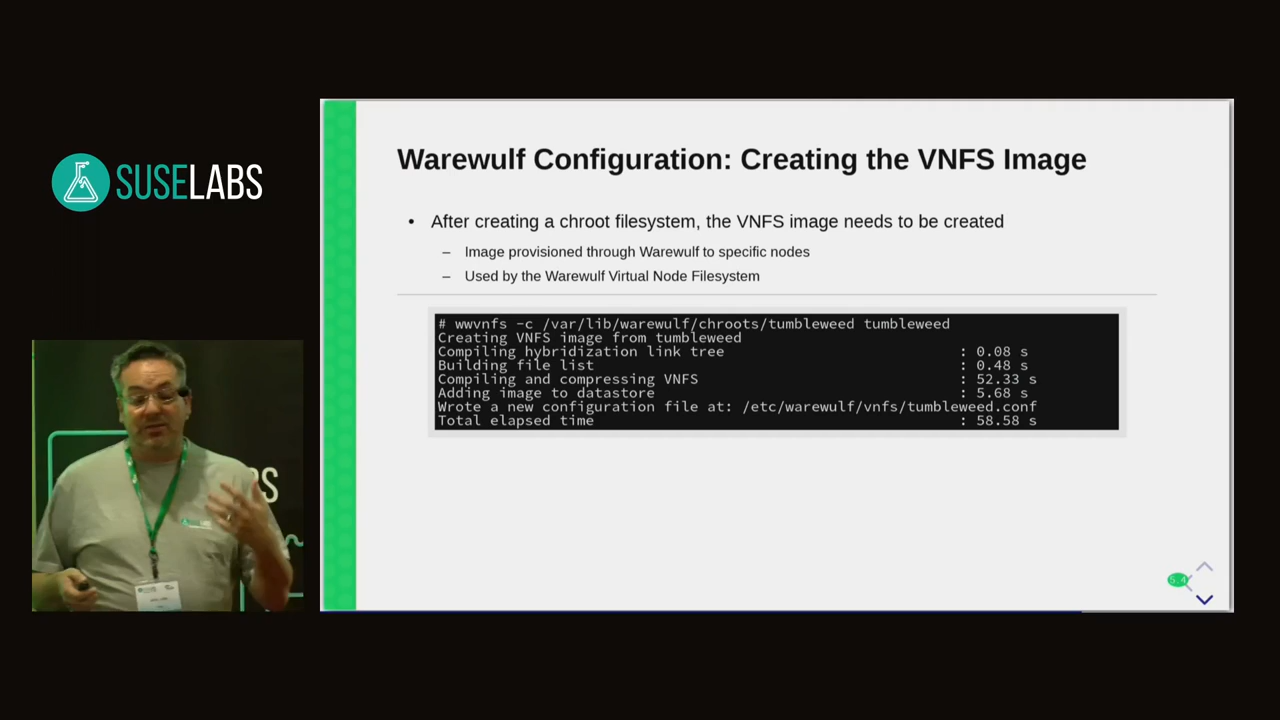 SUSELABS
Warewulf Configuration: Creating the VNFS Image
• After creating a chroot filesystem, the VNFS image needs to be created
– Image provisioned through Warewulf to specific nodes
– Used by the Warewulf Virtual Node Filesystem
# wwvnfs -c /var/lib/warewulf/chroots/tumbleweed tumbleweed
Creating VNFS image from tumbleweed
Compiling hybridization link tree : 0.08 s
Building file list : 0.48 s
Compiling and compressing VNFS : 52.33 s
Adding image to datastore : 5.68 s
Wrote a new configuration file at: /etc/warewulf/vnfs/tumbleweed.conf
Total elapsed time : 58.58 s
5.4